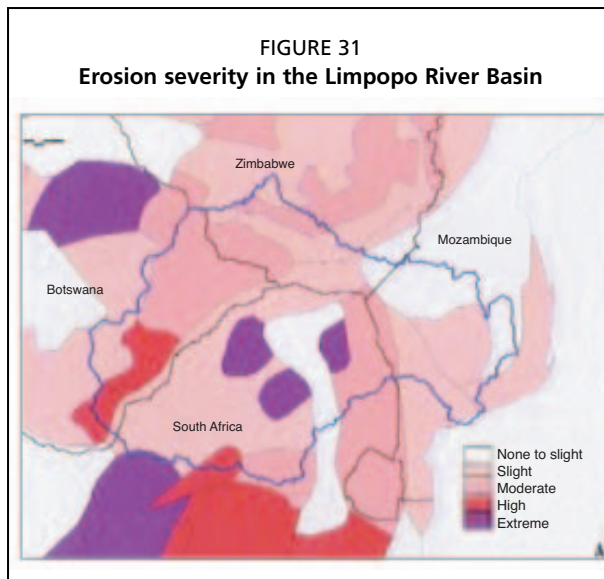 FIGURE 31
Erosion severity in the Limpopo River Basin
Zimbabwe
Mozambique
Botswana
South Africa
None to slight
Slight
Moderate
High
Extreme